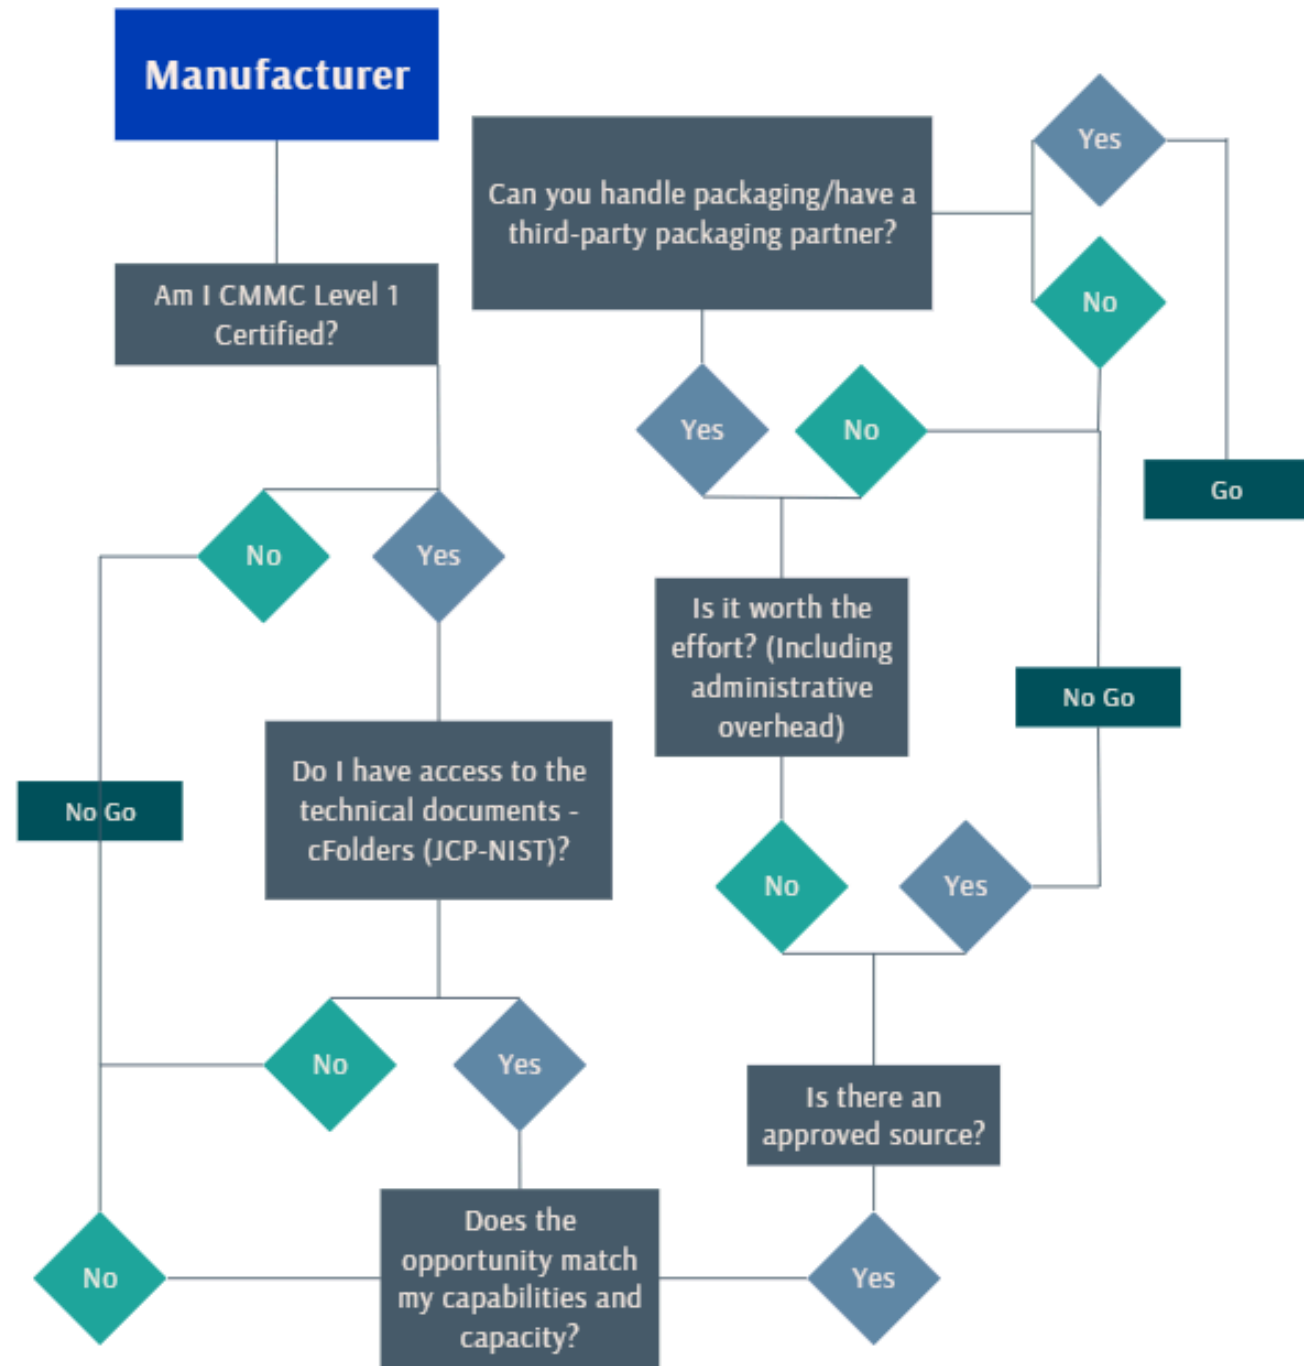 Manufacturer
Am I CMMC Level 1
Certified?
No
Yes
Do I have access to the
technical documents -
cFolders (JCP-NIST)?
No Go
No
Yes
Does the
opportunity match
my capabilities and
capacity?
No
Yes
Is there an
approved source?
No
Yes
Is it worth the
effort? (Including
administrative
overhead)
No Go
Yes
No
Can you handle packaging/have a
third-party packaging partner?
Yes
No
Go